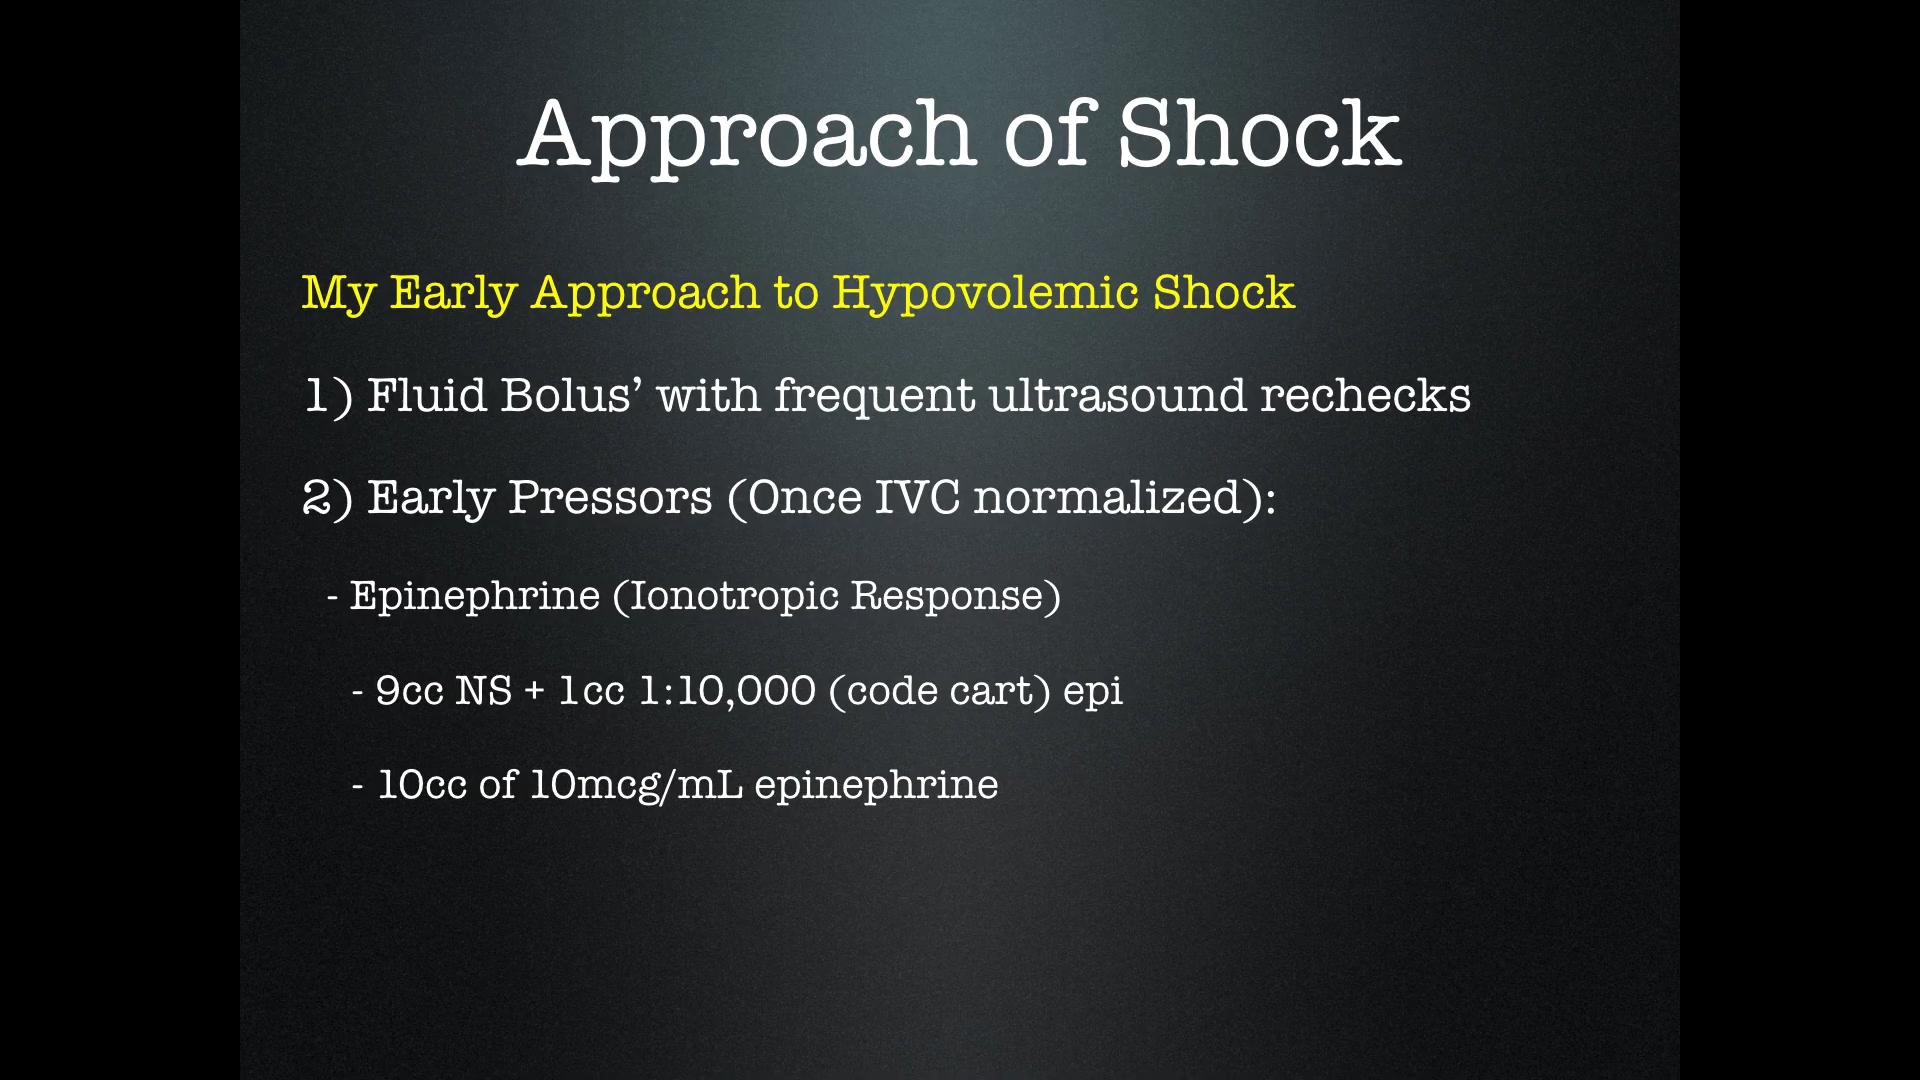 Approach of Shock
My Early Approach to Hypovolemic Shock
1) Fluid Bolus’ with frequent ultrasound rechecks
2) Early Pressors (Once IVC normalized):
- Epinephrine (Ionotropic Response)
- 9cc NS + 1cc 1:10,000 (code cart) epi
- 10cc of 10mcg/mL epinephrine